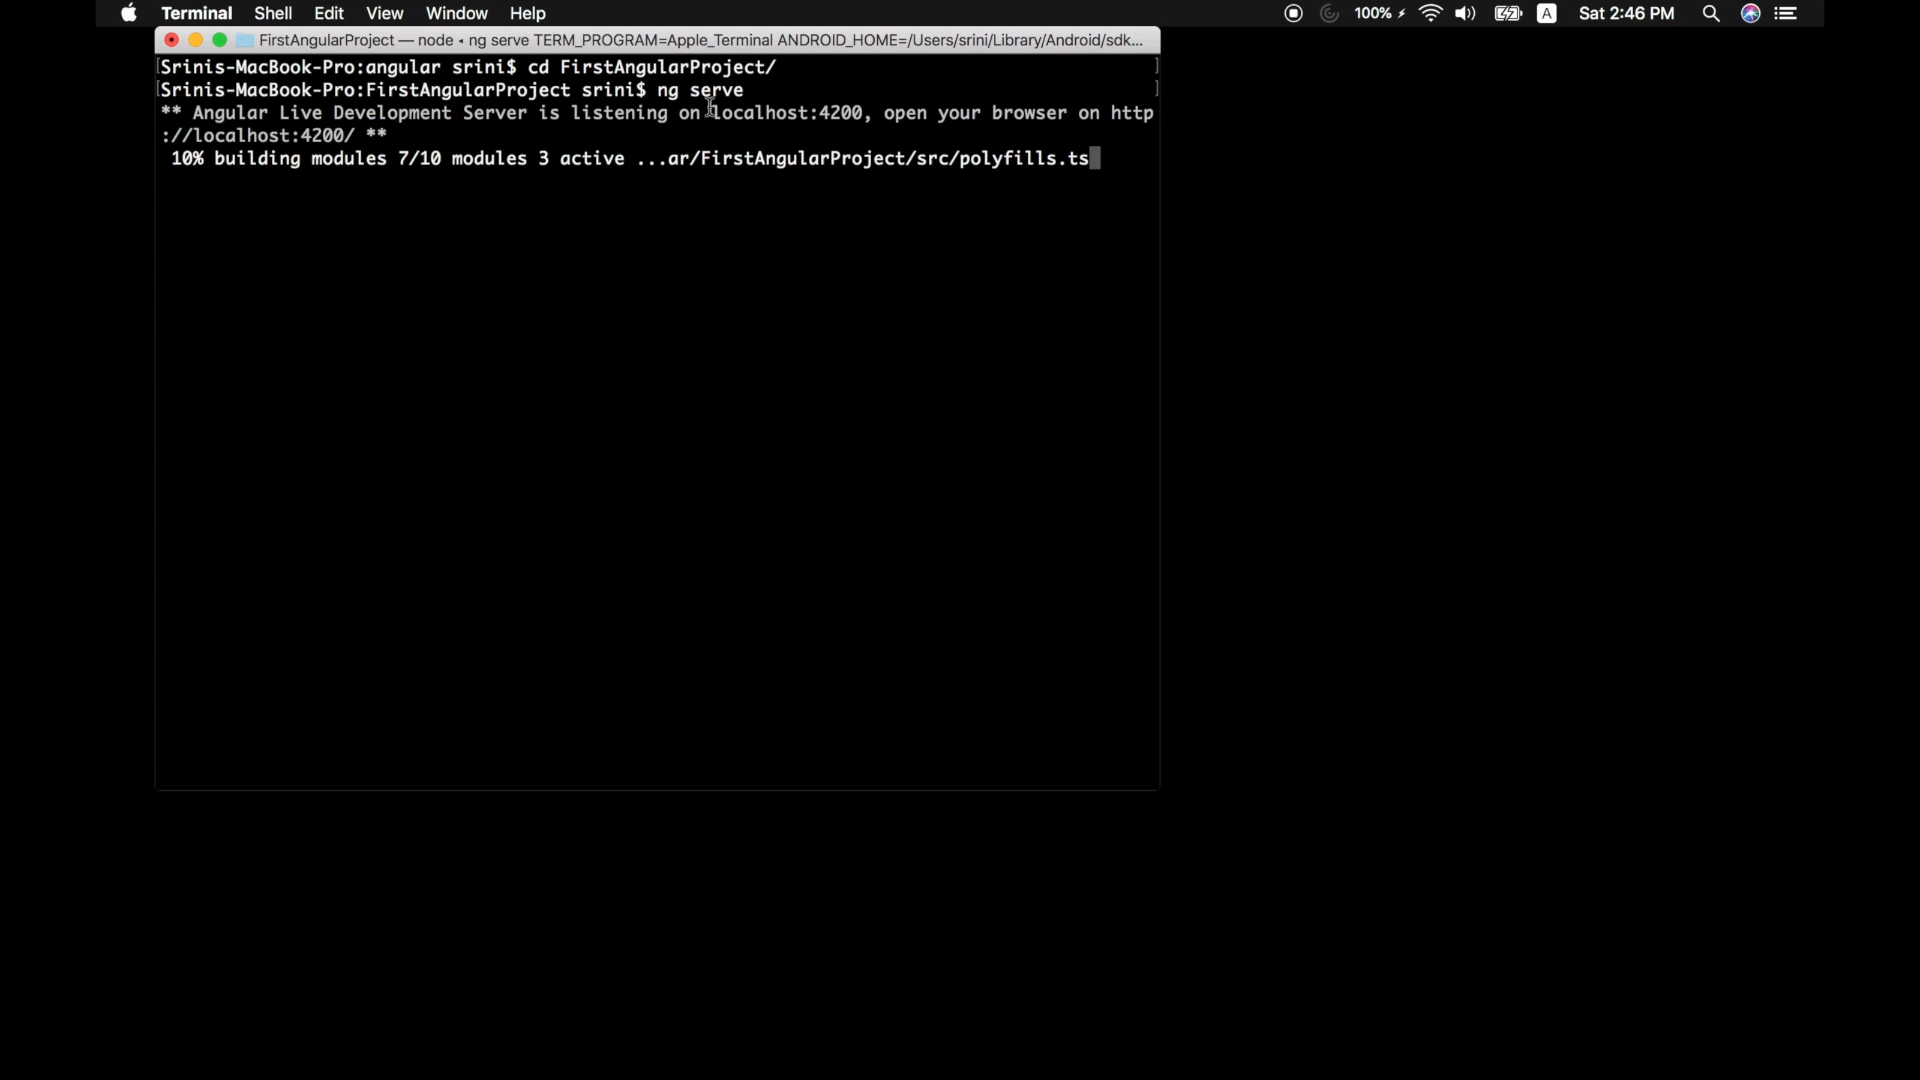 Terminal Shell Edit View Window Help 100% A Sat 2:46 PM
FirstAngularProject — node ◂ ng serve TERM_PROGRAM=Apple_Terminal ANDROID_HOME=/Users/srini/Library/Android/sdk...
[Srinis-MacBook-Pro:angular srini$ cd FirstAngularProject/ ]
[Srinis-MacBook-Pro:FirstAngularProject srini$ ng serve ]
** Angular Live Development Server is listening on localhost:4200, open your browser on http
://localhost:4200/ **
10% building modules 7/10 modules 3 active ...ar/FirstAngularProject/src/polyfills.ts